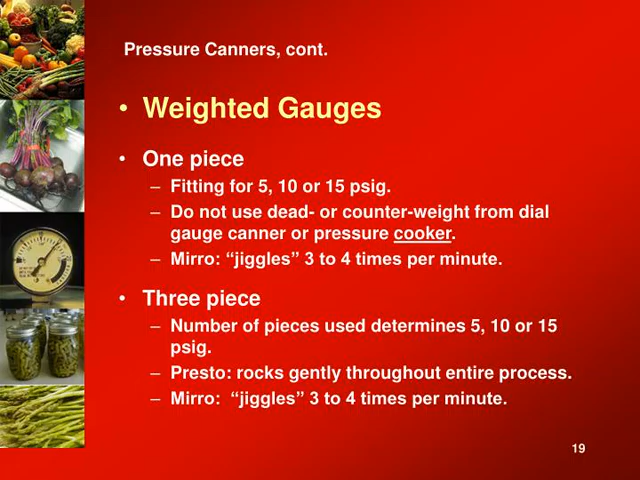 Pressure Canners, cont.
• Weighted Gauges
• One piece
– Fitting for 5, 10 or 15 psig.
– Do not use dead- or counter-weight from dial
gauge canner or pressure cooker.
– Mirro: “jiggles” 3 to 4 times per minute.
• Three piece
– Number of pieces used determines 5, 10 or 15
psig.
– Presto: rocks gently throughout entire process.
– Mirro:  “jiggles” 3 to 4 times per minute.
19